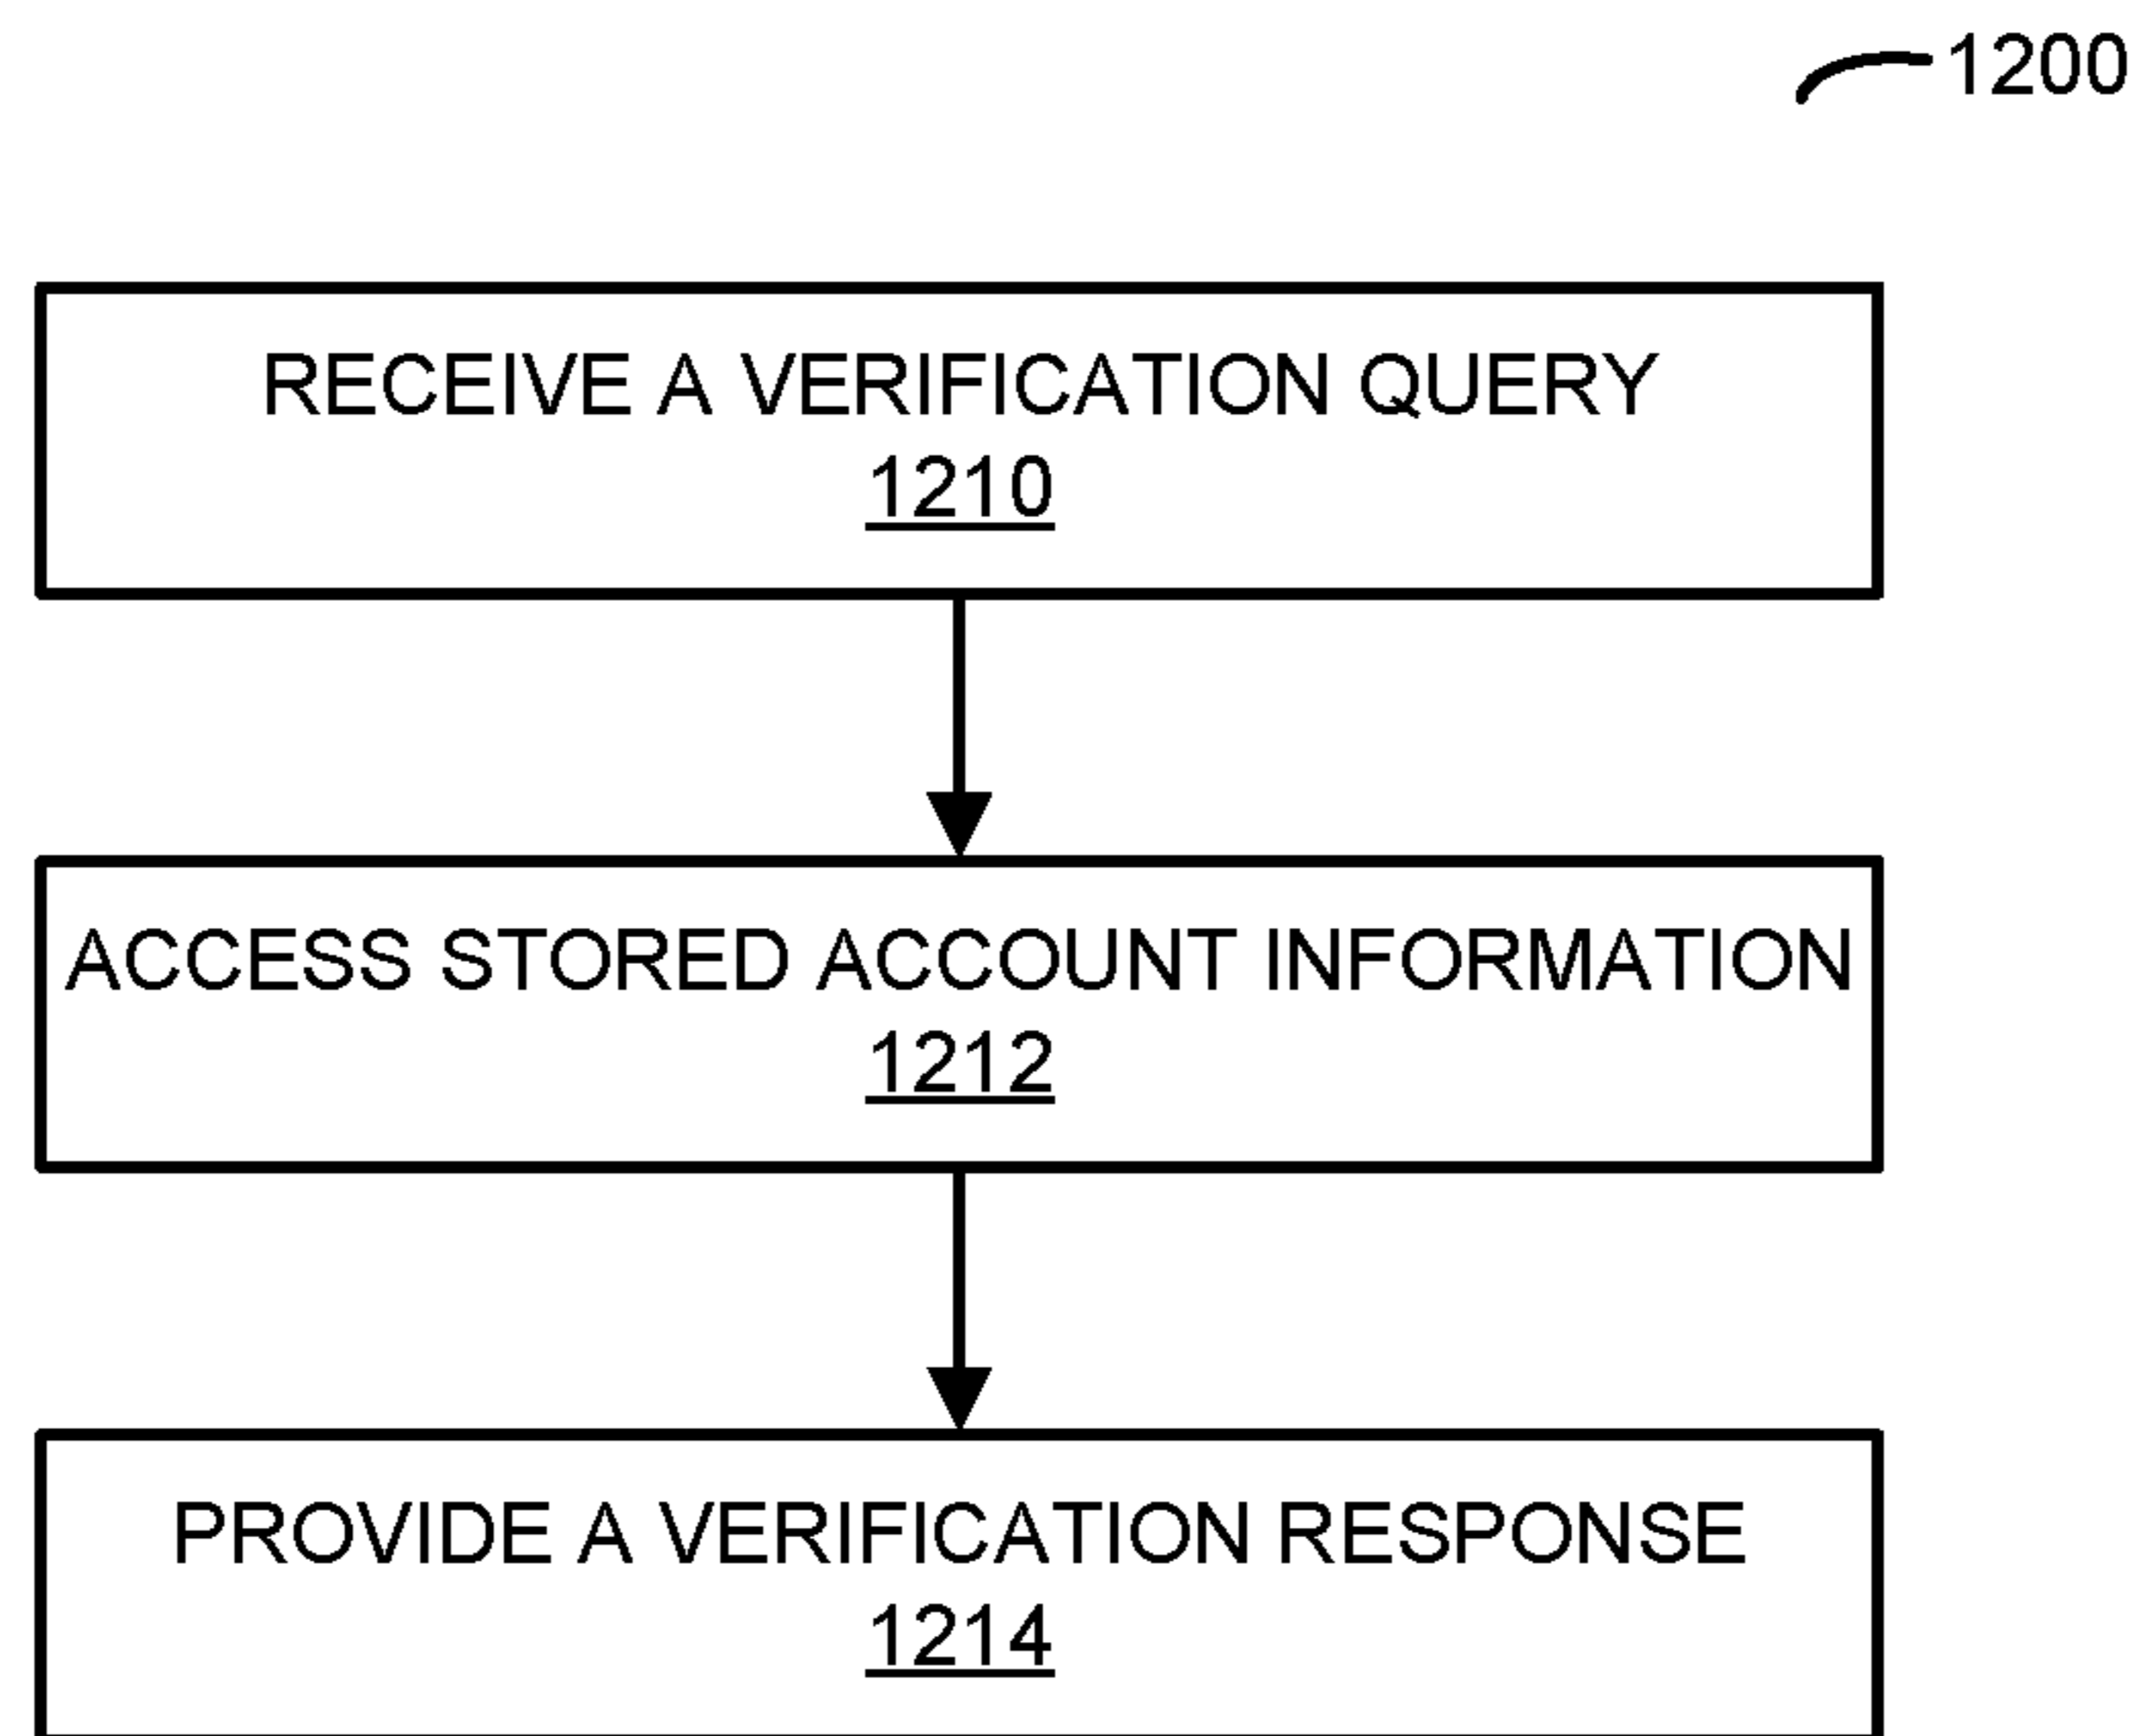 1200
RECEIVE A VERIFICATION QUERY
1210
ACCESS STORED ACCOUNT INFORMATION
1212
PROVIDE A VERIFICATION RESPONSE
1214